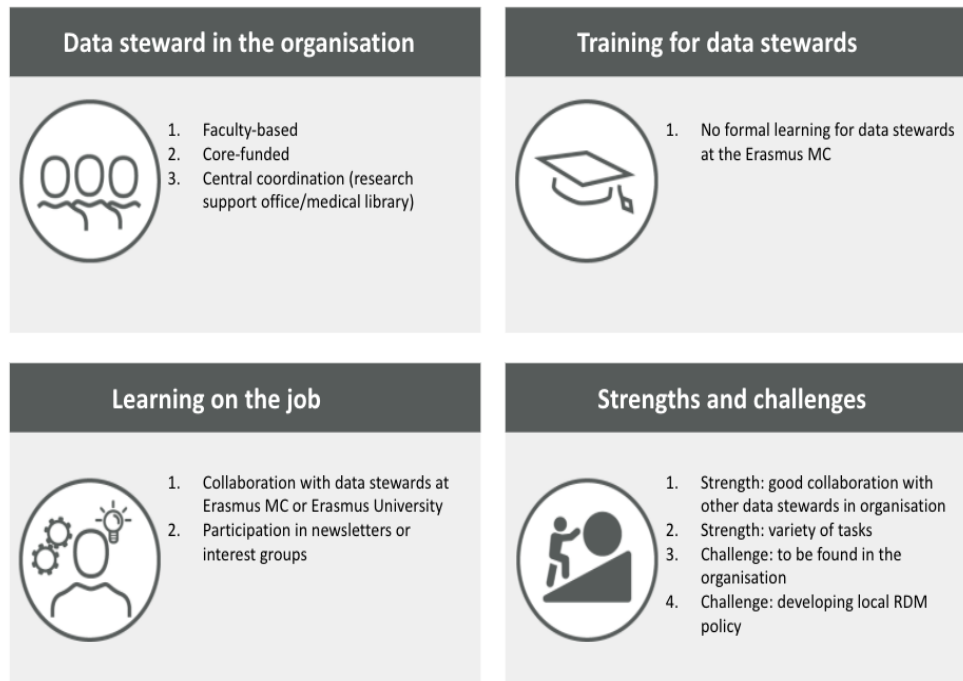 Data steward in the organisation
1. Faculty-based
2. Core-funded
3. Central coordination (research
support office/medical library)
Training for data stewards
1. No formal learning for data stewards
at the Erasmus MC
Learning on the job
1. Collaboration with data stewards at
Erasmus MC or Erasmus University
2. Participation in newsletters or
interest groups
Strengths and challenges
1. Strength: good collaboration with
other data stewards in organisation
2. Strength: variety of tasks
3. Challenge: to be found in the
organisation
4. Challenge: developing local RDM
policy